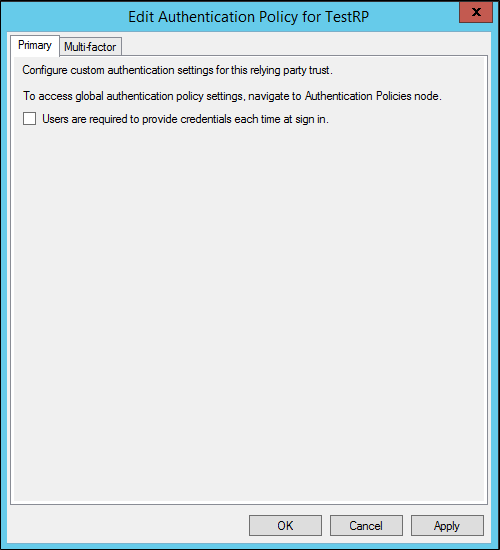 Edit Authentication Policy for TestRP
x
Primary
Multi-factor
Configure custom authentication settings for this relying party trust.
To access global authentication policy settings, navigate to Authentication Policies node.
Users are required to provide credentials each time at sign in.
OK
Cancel
Apply